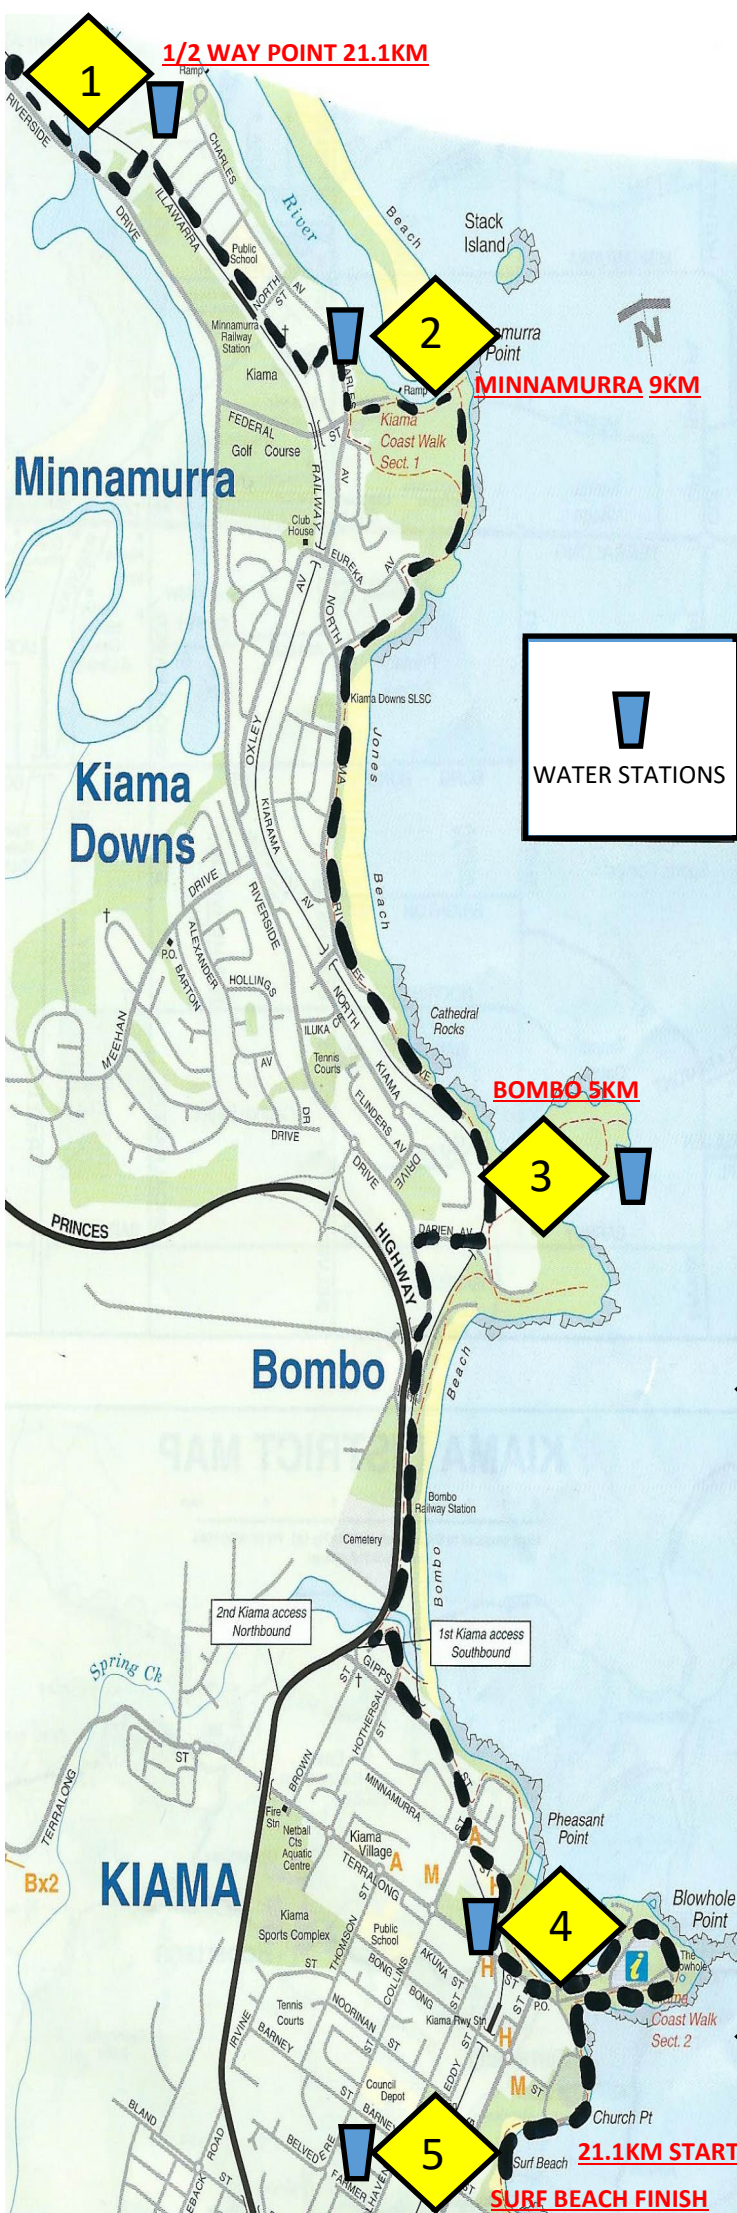 1/2 WAY POINT 21.1KM
1
Ramp
RIVERSIDE
DRIVE
CHARLES
ILLAWARRA
River
Beach
Stack
Island
Public
School
NORTH
ST
AV
Minnamurra
Railway
Station
Kiama
2
Point
N
MINNAMURRA 9KM
Ramp
Kiama
Coast Walk
Sect. 1
FEDERAL
ST
Golf Course
RAILWAY
AV
Minnamurra
Club
House
EUREKA
AV
AV
NORTH
Kiama Downs SLSC
Jones
Beach
WATER STATIONS
OXLEY
Kiama
Downs
KIARAMA
AV
DRIVE
RIVERSIDE
P.O.
ALEXANDER
BARTON
HOLLINGS
MEEHAN
AV
ILUKA
NORTH
KIAMA
Tennis
Courts
FLINDERS AV
DRIVE
DR
DRIVE
DRIVE
Cathedral
Rocks
BOMBO 5KM
3
DARIEN AV
PRINCES
HIGHWAY
Bombo
Beach
Bombo
Railway Station
Cemetery
Bombo
2nd Kiama access
Northbound
1st Kiama access
Southbound
Spring Ck
GIPPS
ST
HOTHERSAL
ST
BROWN
MINNAMURRA
ST
ST
ST
TERRALONG
Fire
Stn
Netball
Cts
Aquatic
Centre
Kiama
Village
TERRALONG
A
M
A
H
Pheasant
Point
Bx2
KIAMA
Kiama
Sports Complex
ST
THOMSON
ST
Public
School
BONG
BONG
COLLINS
ST
AKUNA
ST
H
4
Blowhole
Point
i
The
Coast Walk
Sect. 2
P.O.
ST
Kiama Rwy Stn
H
M
ST
EDDY
Tennis
Courts
NOORINAN
ST
BARNEY
ST
IRVINE
Council
Depot
BARNEY
BLAND
ROAD
ST
BELVEDERE
FARMER
5
Church Pt
Surf Beach
21.1KM START
SURF BEACH FINISH